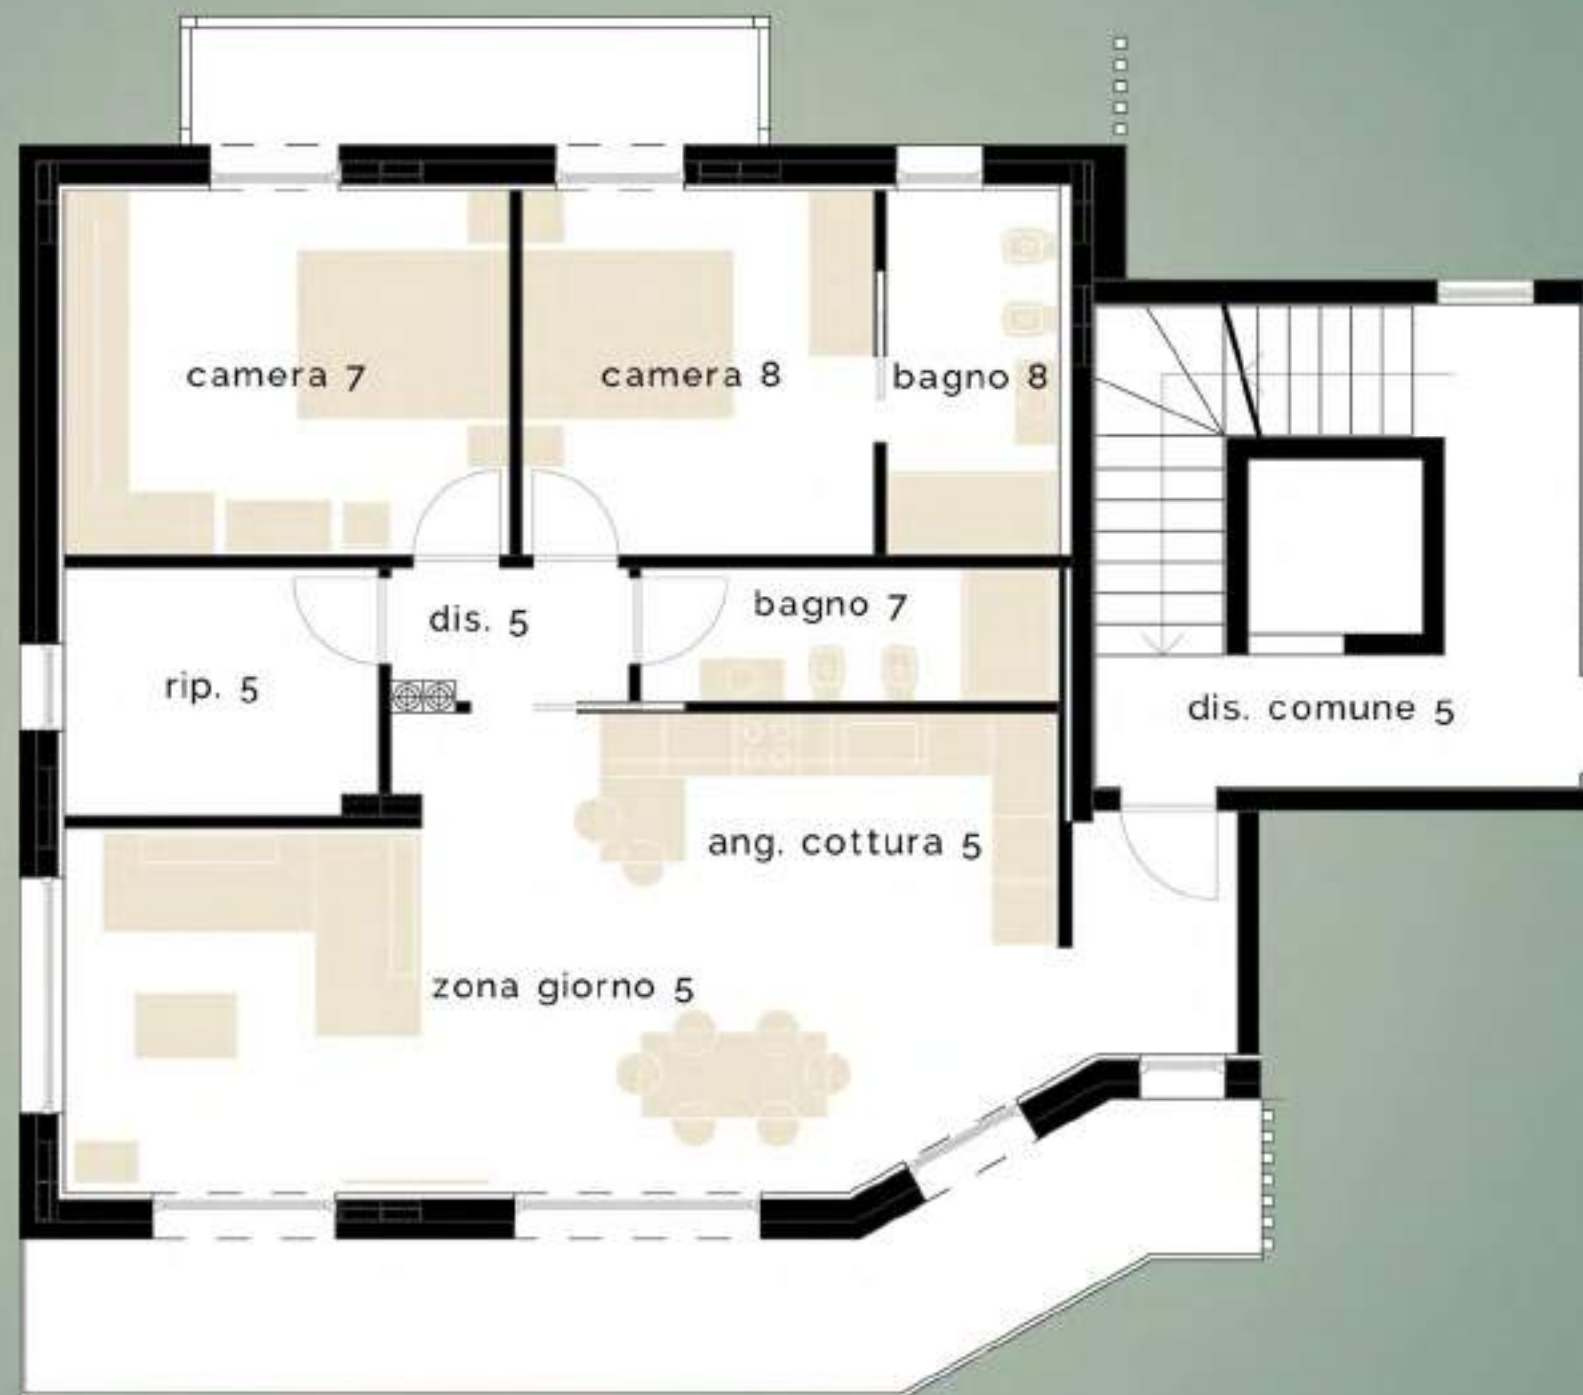 camera 7
camera 8
bagno 8
dis. 5
bagno 7
rip. 5
dis. comune 5
ang. cottura 5
zona giorno 5